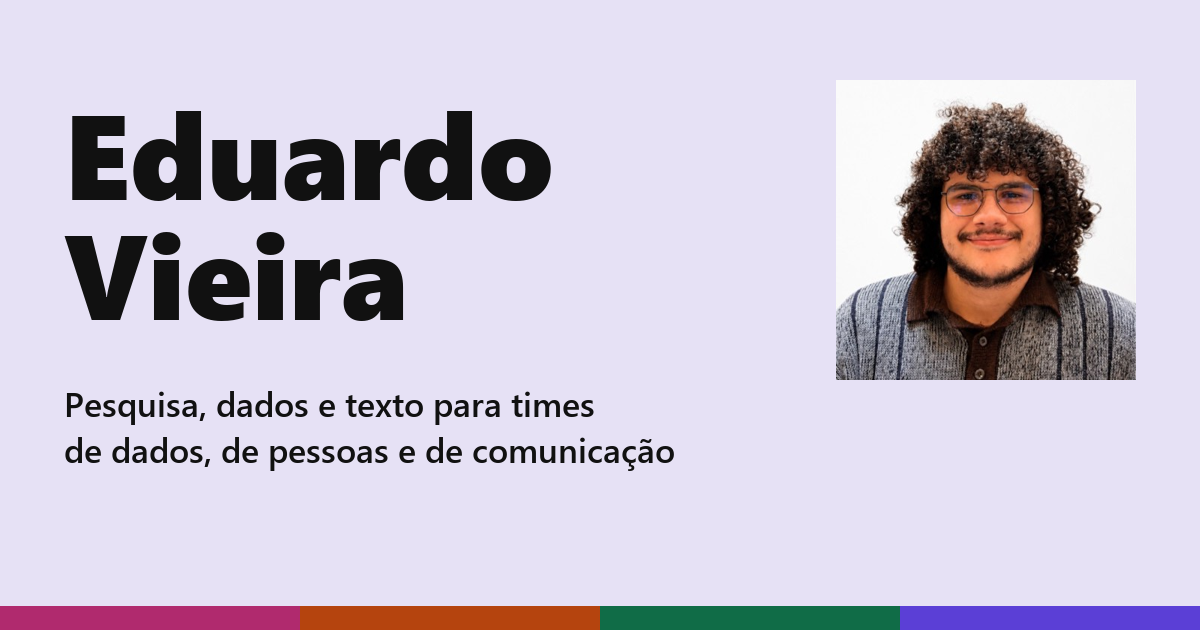 Eduardo
Vieira
Pesquisa, dados e texto para times
de dados, de pessoas e de comunicação